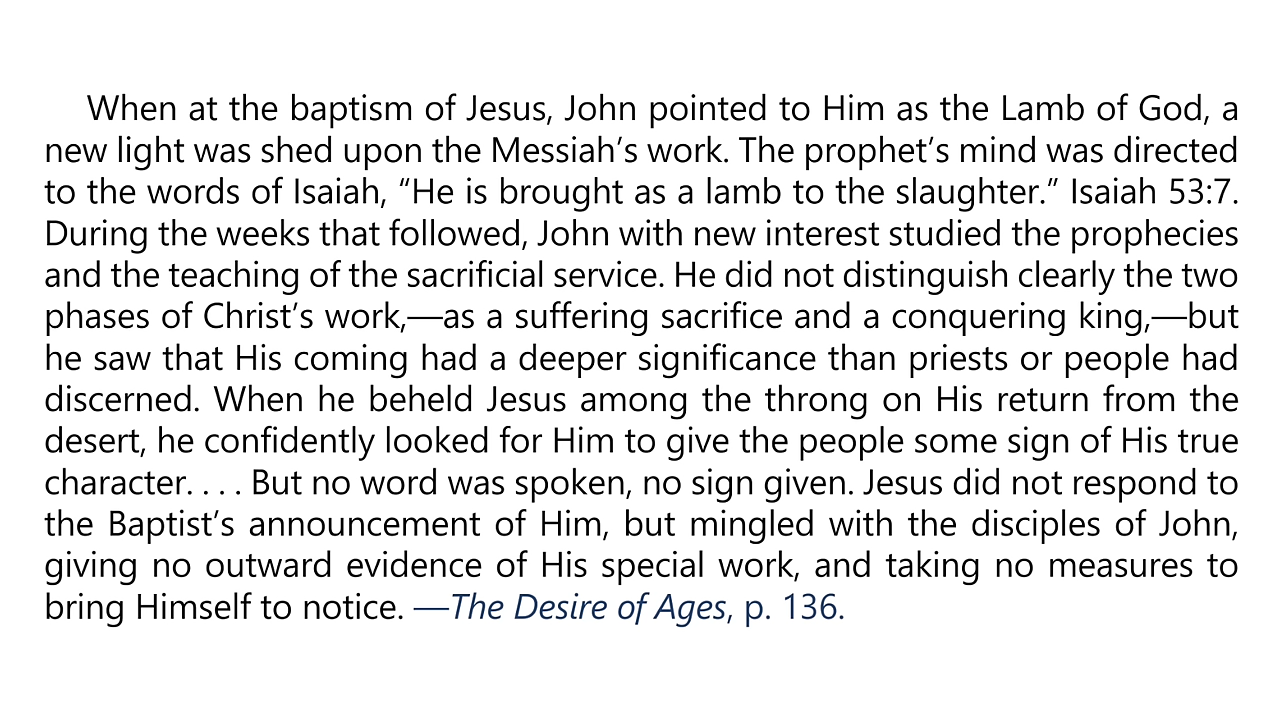 When at the baptism of Jesus, John pointed to Him as the Lamb of God, a
new light was shed upon the Messiah’s work. The prophet’s mind was directed
to the words of Isaiah, “He is brought as a lamb to the slaughter.” Isaiah 53:7.
During the weeks that followed, John with new interest studied the prophecies
and the teaching of the sacrificial service. He did not distinguish clearly the two
phases of Christ’s work,—as a suffering sacrifice and a conquering king,—but
he saw that His coming had a deeper significance than priests or people had
discerned. When he beheld Jesus among the throng on His return from the
desert, he confidently looked for Him to give the people some sign of His true
character. . . . But no word was spoken, no sign given. Jesus did not respond to
the Baptist’s announcement of Him, but mingled with the disciples of John,
giving no outward evidence of His special work, and taking no measures to
bring Himself to notice. —The Desire of Ages, p. 136.